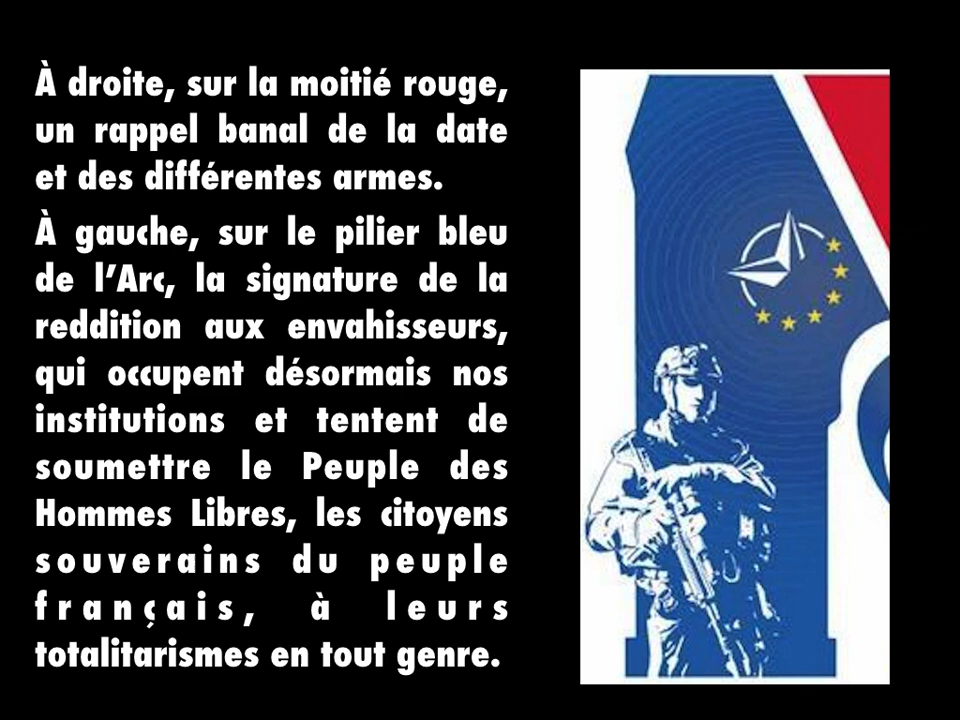 À droite, sur la moitié rouge,
un rappel banal de la date
et des différentes armes.
À gauche, sur le pilier bleu
de l’Arc, la signature de la
reddition aux envahisseurs,
qui occupent désormais nos
institutions et tentent de
soumettre le Peuple des
Hommes Libres, les citoyens
souverains du peuple
français, à leurs
totalitarismes en tout genre.